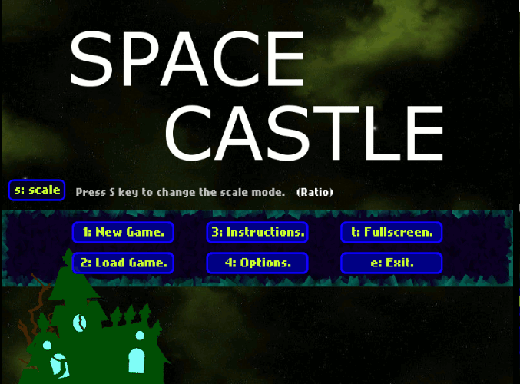 SPACE
CASTLE
s: scale Press S key to change the scale mode. (Ratio)
1: New Game. 3: Instructions. t: Fullscreen.
2: Load Game. 4: Options. e: Exit.